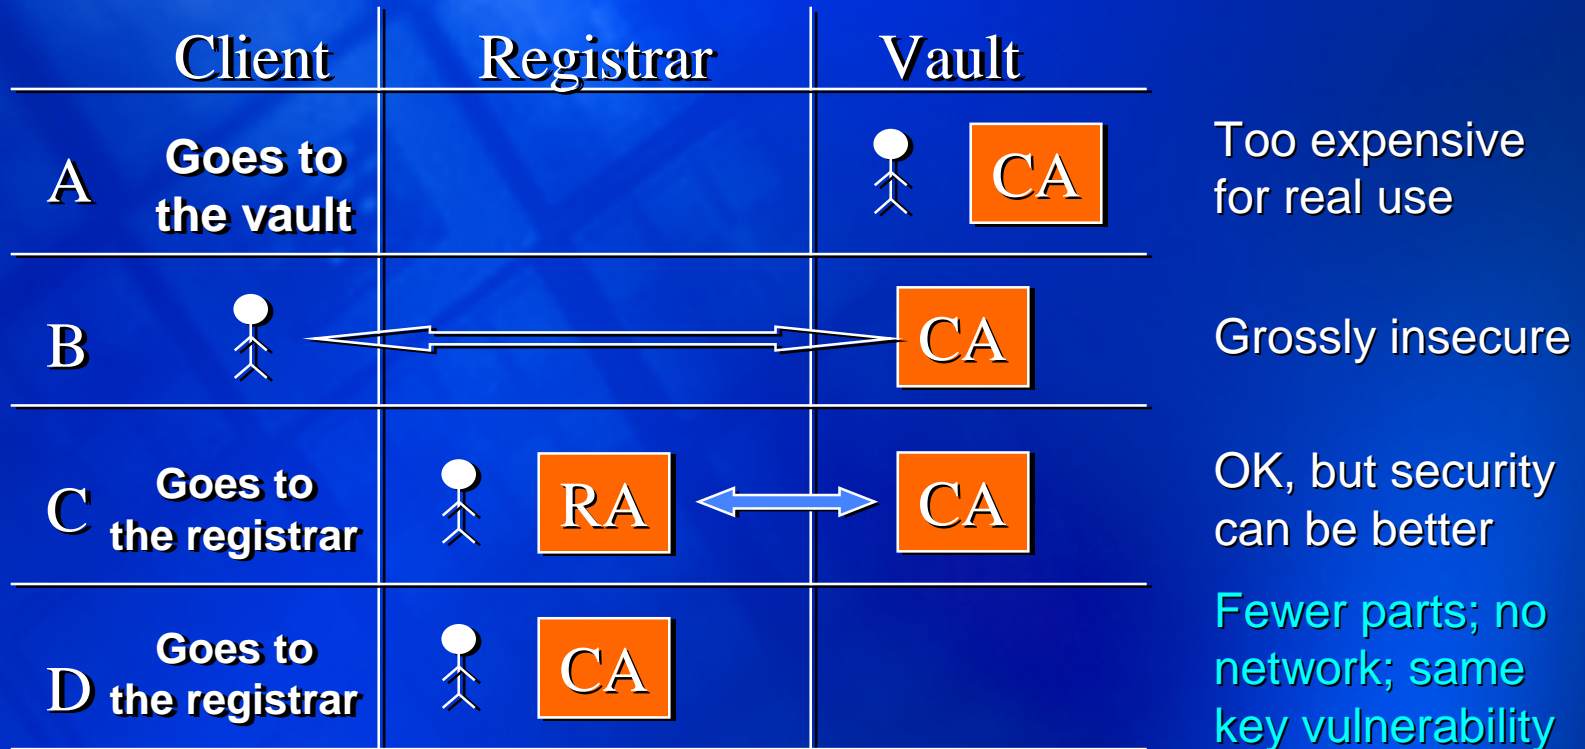 Client Registrar Vault
A Goes to the vault CA Too expensive for real use
B CA Grossly insecure
C Goes to the registrar RA CA OK, but security can be better
D Goes to the registrar CA Fewer parts; no network; same key vulnerability